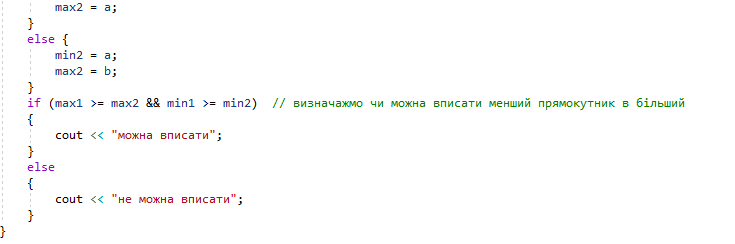 max2 = a;
}
else {
min2 = a;
max2 = b;
}
if (max1 >= max2 && min1 >= min2) // визначажмо чи можна вписати менший прямокутник в більший
{
cout << "можна вписати";
}
else
{
cout << "не можна вписати";
}
}